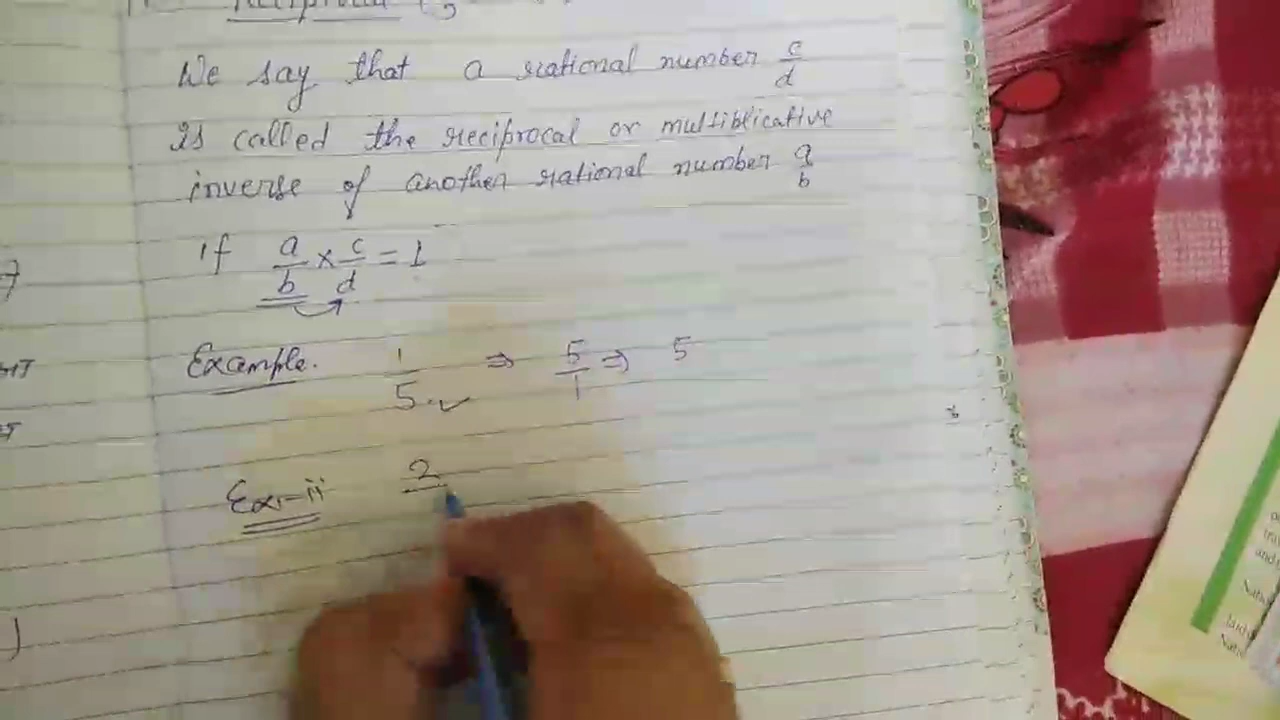 We say that a rational number c/d
is called the reciprocal or multiblicative
inverse of another rational number a/b
If a/b × c/d = 1
Example. 1/5 ⇒ 5/1 ⇒ 5
Ex-ii 2